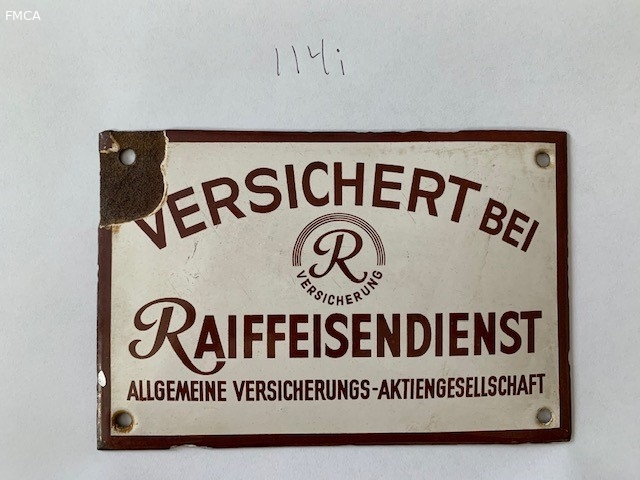 FMCA
114i
VERSICHERT BEI
R
VERSICHERUNG
RAIFFEISENDIENST
ALLGEMEINE VERSICHERUNGS-AKTIENGESELLSCHAFT